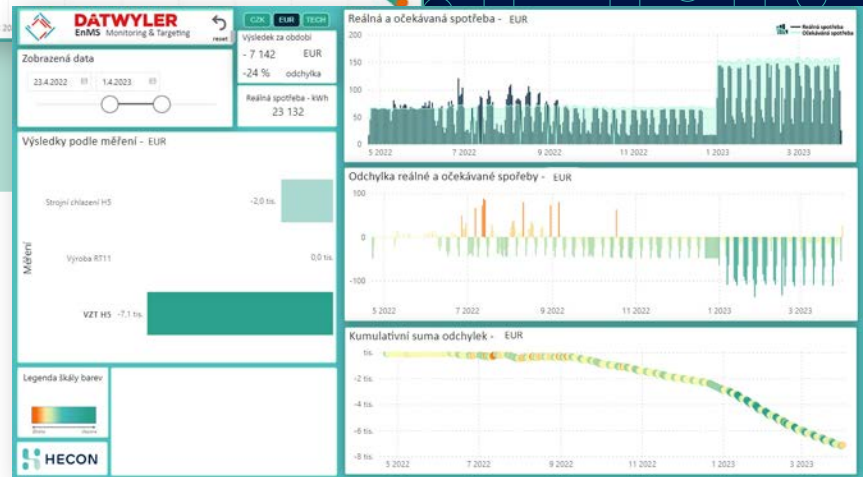 DÄTWYLER
EnMS Monitoring & Targeting
reset
CZK EUR TECH
Výsledek za období
- 7 142 EUR
-24 % odchylka
Reálná spotřeba - kWh
23 132
Zobrazená data
23.4.2022 1.4.2023
Výsledky podle měření - EUR
Měření
Strojní chlazení H5 -2,0 tis.
Výroba RT11 0,0 tis.
VZT H5 -7,1 tis.
Legenda škály barev
HECON
Reálná a očekávaná spotřeba - EUR
Reálná spotřeba
Očekávaná spotřeba
200
150
100
50
0
5 2022 7 2022 9 2022 11 2022 1 2023 3 2023
Odchylka reálné a očekávané spořeby - EUR
100
0
-100
5 2022 7 2022 9 2022 11 2022 1 2023 3 2023
Kumulativní suma odchylek - EUR
tis.
-2 tis.
-4 tis.
-6 tis.
-8 tis.
5 2022 7 2022 9 2022 11 2022 1 2023 3 2023